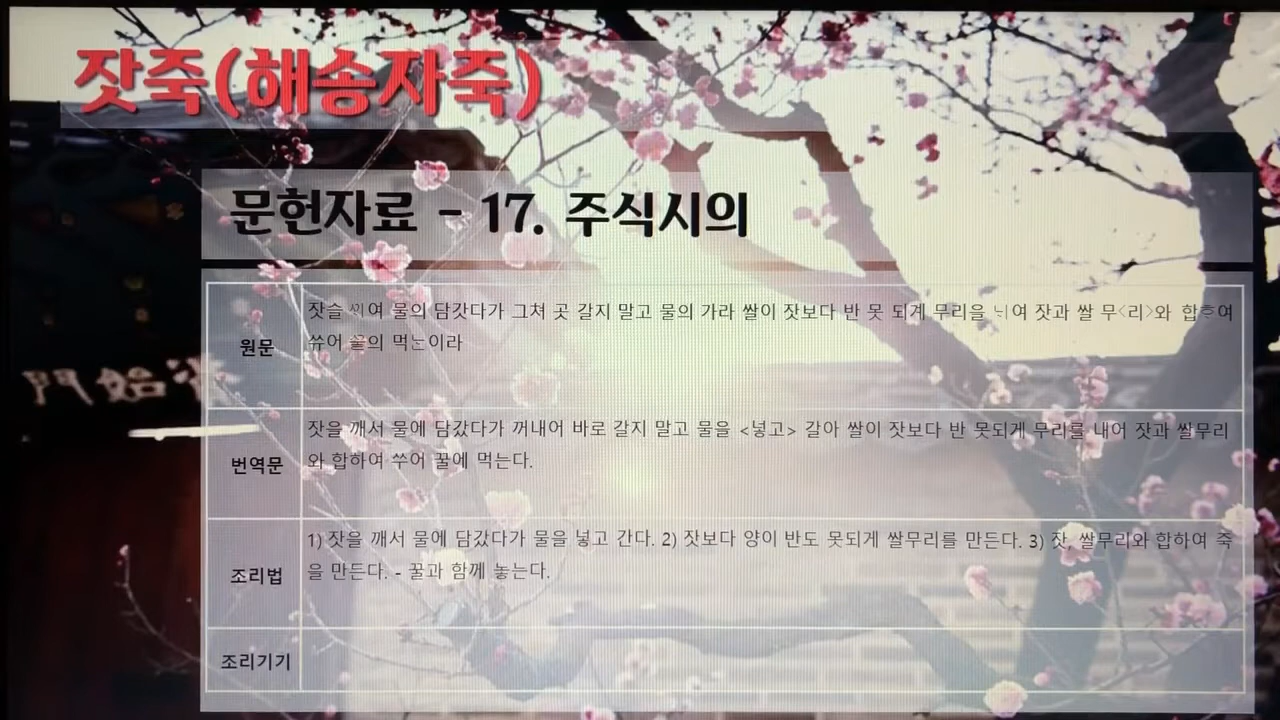 잣죽(해송자죽)
문헌자료 - 17. 주식시의
원문
잣슬 여 물의 담갓다가 그쳐 곳 갈지 말고 물의 가라 쌀이 잣보다 반 못 되게 무리을 여 잣과 쌀 무<리>와 합하여
쓔어 꿀의 먹는이라
번역문
잣을 깨서 물에 담갔다가 꺼내어 바로 갈지 말고 물을 <넣고> 갈아 쌀이 잣보다 반 못되게 무리를 내어 잣과 쌀무리
와 합하여 쑤어 꿀에 먹는다.
조리법
1) 잣을 깨서 물에 담갔다가 물을 넣고 간다. 2) 잣보다 양이 반도 못되게 쌀무리를 만든다. 3) 잣, 쌀무리와 합하여 죽
을 만든다. - 꿀과 함께 놓는다.
조리기기
門始